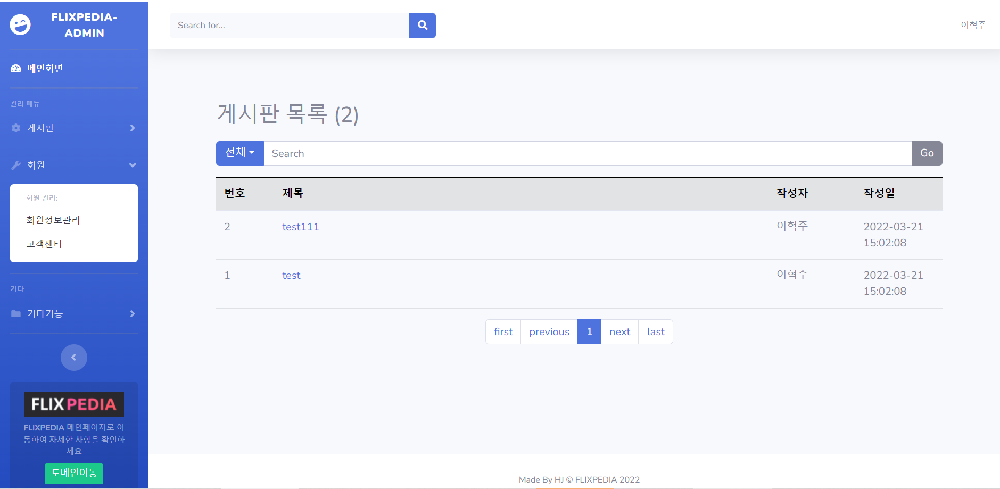 FLIXPEDIA-
ADMIN
메인화면
관리 메뉴
게시판
회원
회원 관리:
회원정보관리
고객센터
기타
기타기능
FLIXPEDIA
FLIXPEDIA 메인페이지로 이
동하여 자세한 사항을 확인하
세요
도메인이동
Search for...
이혁주
게시판 목록 (2)
전체 Search Go
번호 제목 작성자 작성일
2 test111 이혁주 2022-03-21
15:02:08
1 test 이혁주 2022-03-21
15:02:08
first previous 1 next last
Made By HJ © FLIXPEDIA 2022